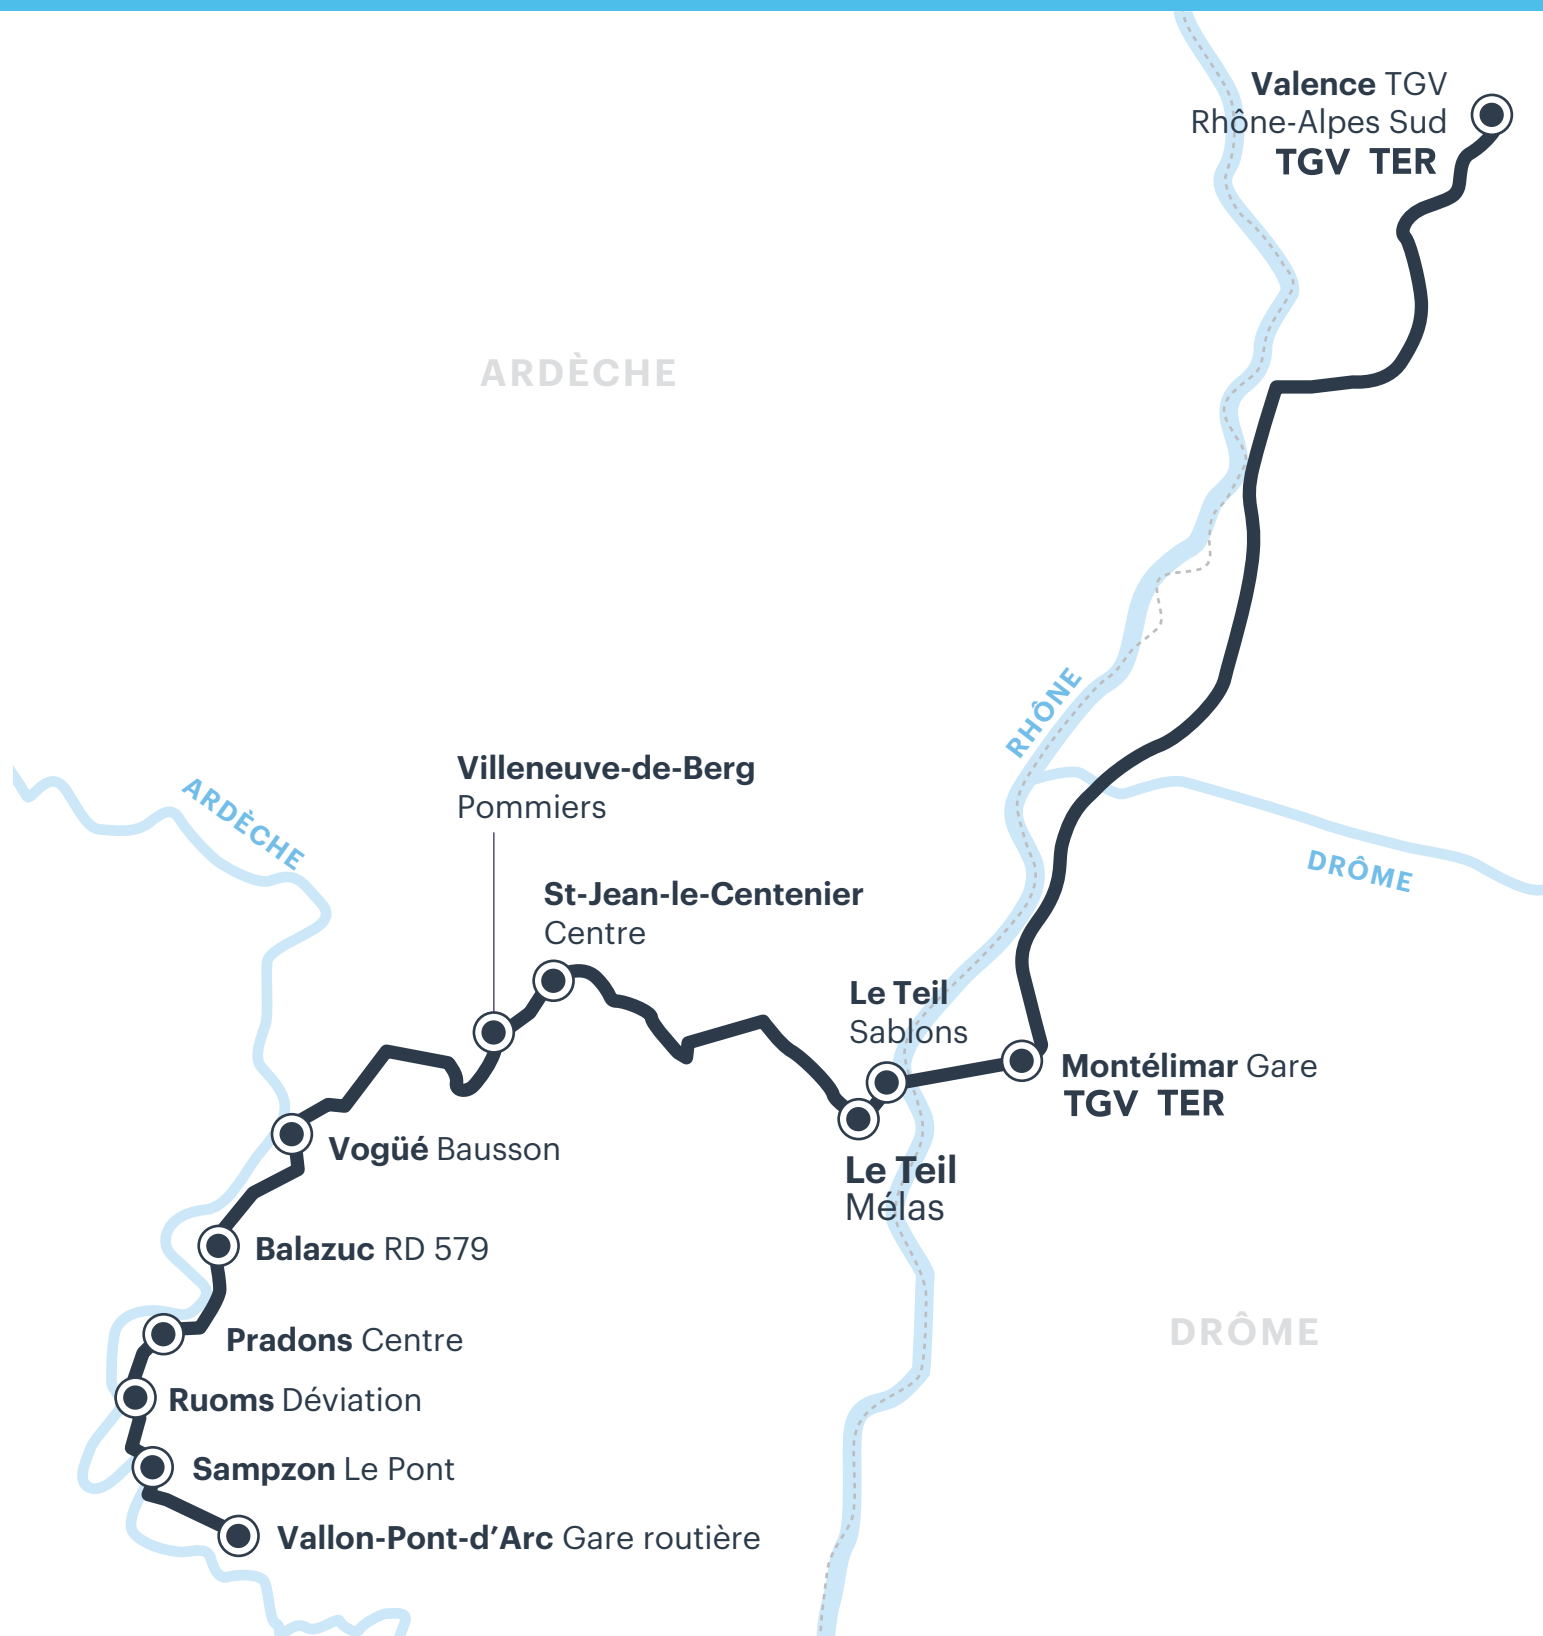 Valence TGV
Rhône-Alpes Sud
TGV TER
ARDÈCHE
RHÔNE
Villeneuve-de-Berg
Pommiers
ARDÈCHE
DRÔME
St-Jean-le-Centenier
Centre
Le Teil
Sablons
Montélimar Gare
TGV TER
Vogüé Bausson
Le Teil
Mélas
Balazuc RD 579
DRÔME
Pradons Centre
Ruoms Déviation
Sampzon Le Pont
Vallon-Pont-d’Arc Gare routière